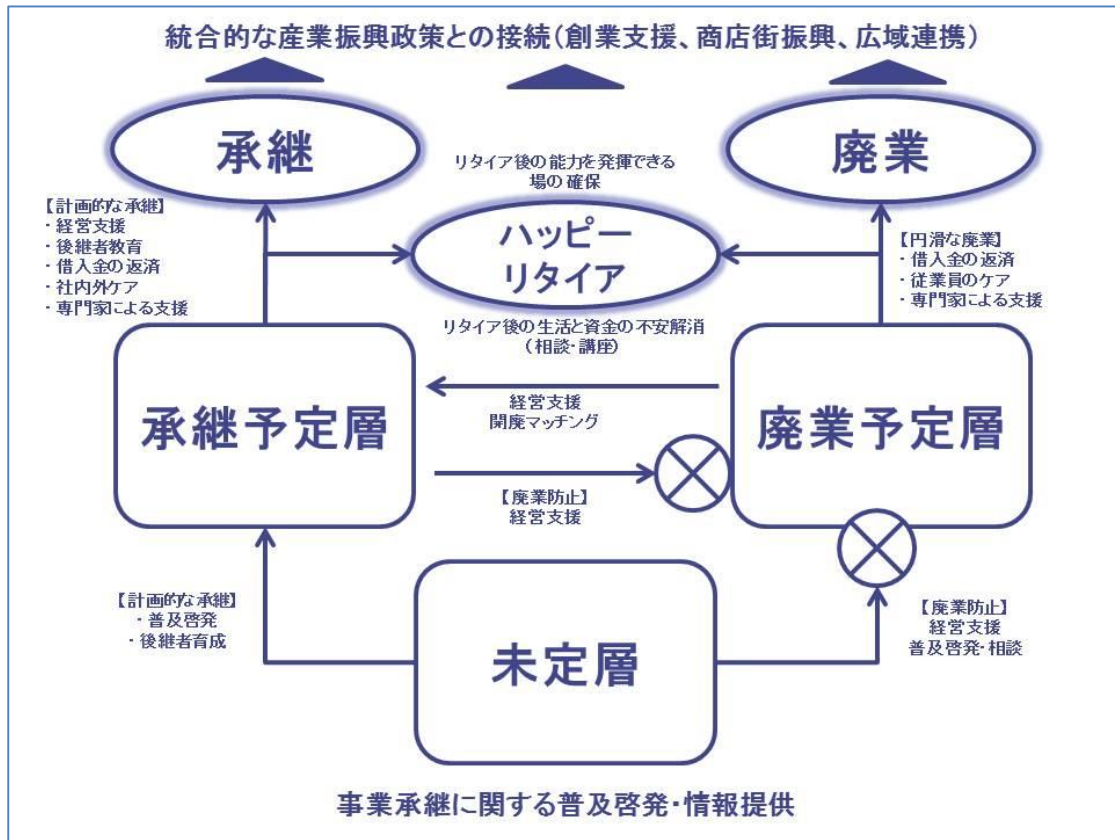 統合的な産業振興政策との接続(創業支援、商店街振興、広域連携)
承継
廃業
リタイア後の能力を発揮できる
場の確保
【計画的な承継】
・経営支援
・後継者教育
・借入金の返済
・社内外ケア
・専門家による支援
ハッピー
リタイア
【円滑な廃業】
・借入金の返済
・従業員のケア
・専門家による支援
リタイア後の生活と資金の不安解消
(相談・講座)
承継予定層
経営支援
開廃マッチング
廃業予定層
【廃業防止】
経営支援
【計画的な承継】
・普及啓発
・後継者育成
未定層
【廃業防止】
経営支援
普及啓発・相談
事業承継に関する普及啓発・情報提供